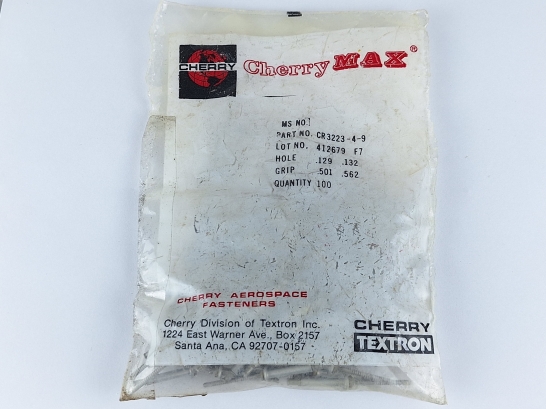 CHERRY
Cherry MAX®
MS NO.
PART NO. CR3223-4-9
LOT NO. 412679 F7
HOLE .129 .132
GRIP .501 .562
QUANTITY 100
CHERRY AEROSPACE
FASTENERS
Cherry Division of Textron Inc.
1224 East Warner Ave., Box 2157
Santa Ana, CA 92707-0157
CHERRY
TEXTRON